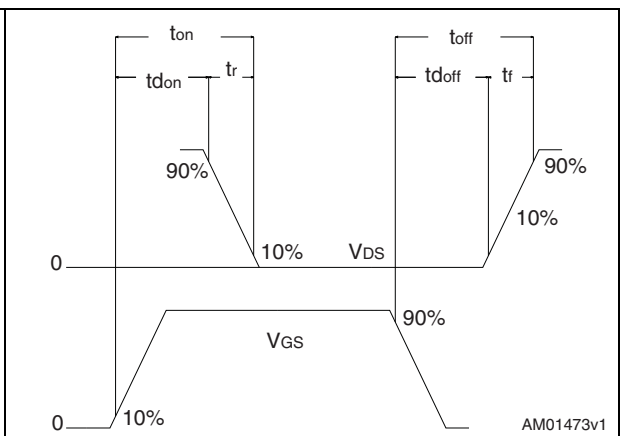 ton toff
tdon tr tdoff tf
90% 90%
10%
0 10% VDS
90%
VGS
0 10% AM01473v1